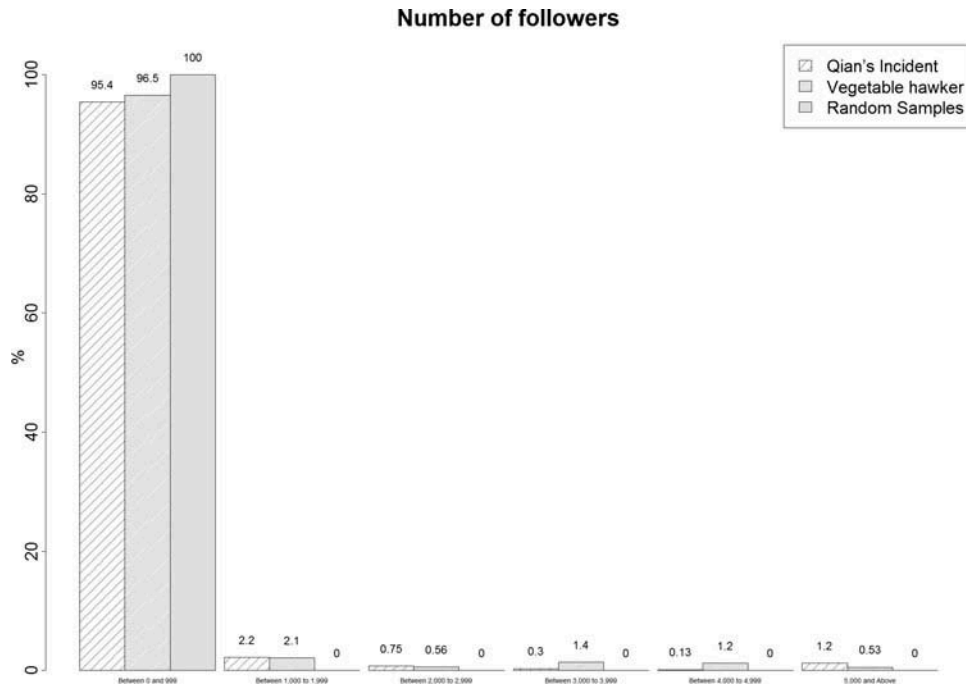 Number of followers
Qian's Incident
Vegetable hawker
Random Samples
%
100
80
60
40
20
0
95.4 96.5 100
2.2 2.1 0
0.75 0.56 0
0.3 1.4 0
0.13 1.2 0
1.2 0.53 0
Between 0 and 999
Between 1,000 to 1,999
Between 2,000 to 2,999
Between 3,000 to 3,999
Between 4,000 to 4,999
5,000 and Above